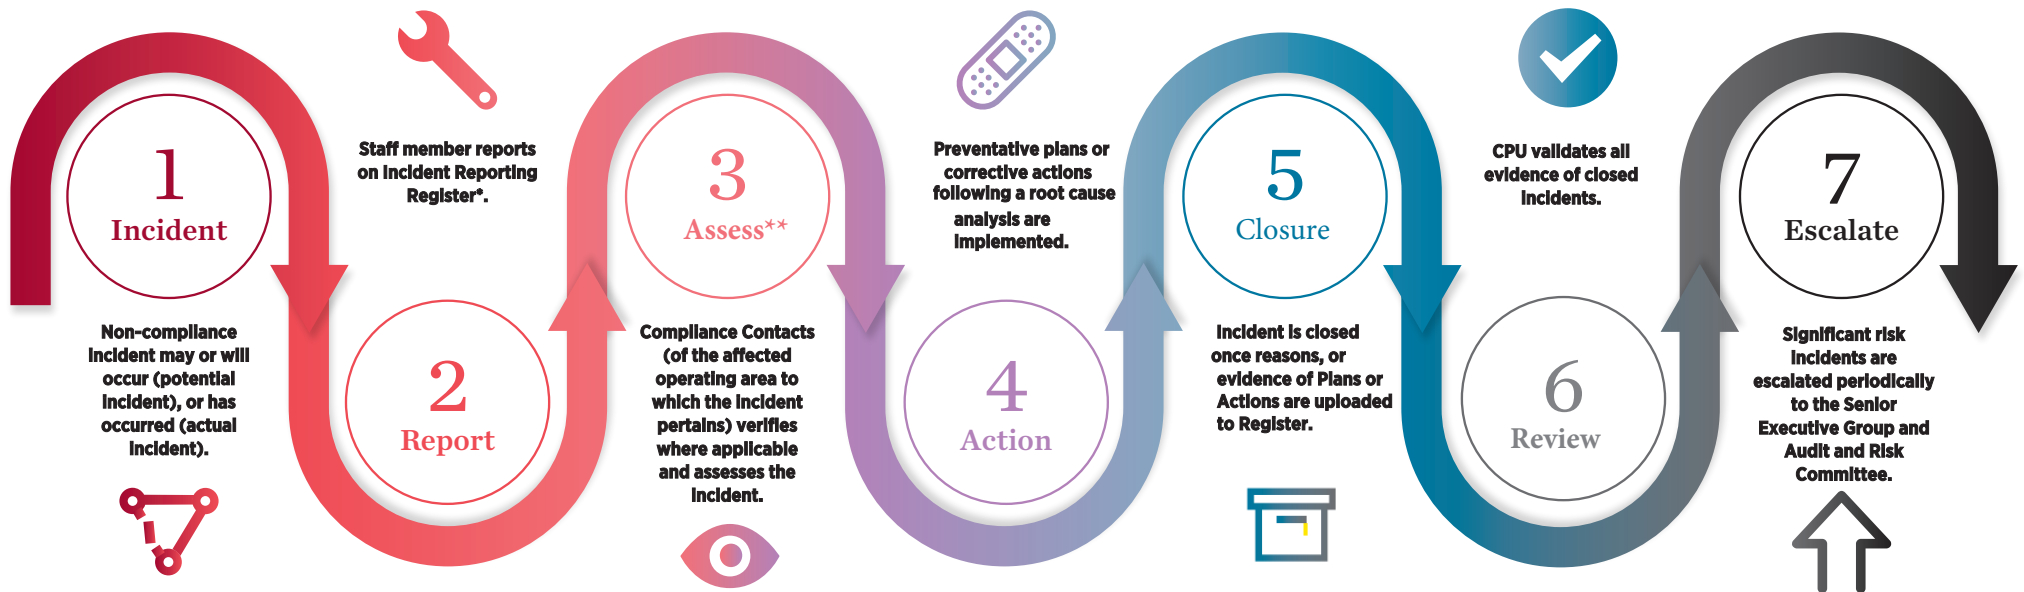 1
Incident
Non-compliance
incident may or will
occur (potential
incident), or has
occurred (actual
incident).
Staff member reports
on Incident Reporting
Register*.
2
Report
3
Assess**
Compliance Contacts
(of the affected
operating area to
which the incident
pertains) verifies
where applicable
and assesses the
incident.
Preventative plans or
corrective actions
following a root cause
analysis are
implemented.
4
Action
5
Closure
Incident is closed
once reasons, or
evidence of Plans or
Actions are uploaded
to Register.
CPU validates all
evidence of closed
incidents.
6
Review
7
Escalate
Significant risk
incidents are
escalated periodically
to the Senior
Executive Group and
Audit and Risk
Committee.